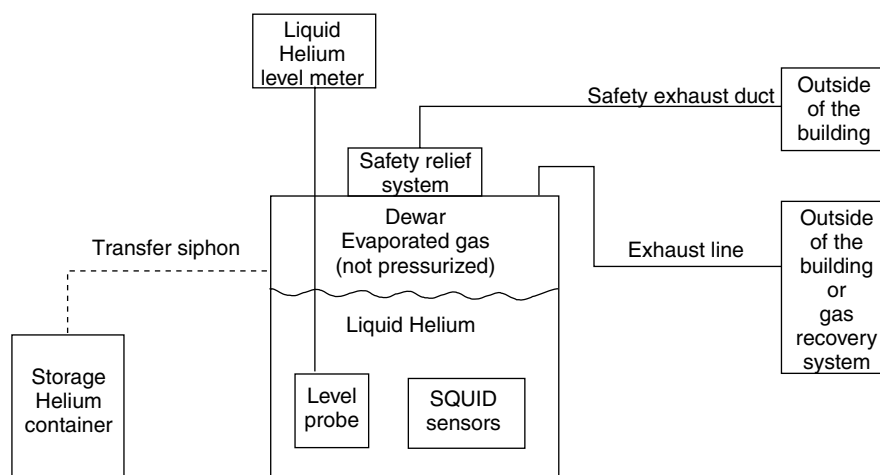 Liquid
Helium
level meter
Safety exhaust duct
Outside
of the
building
Safety relief
system
Dewar
Evaporated gas
(not pressurized)
Transfer siphon
Exhaust line
Outside
of the
building
or
gas
recovery
system
Liquid Helium
Storage
Helium
container
Level
probe
SQUID
sensors